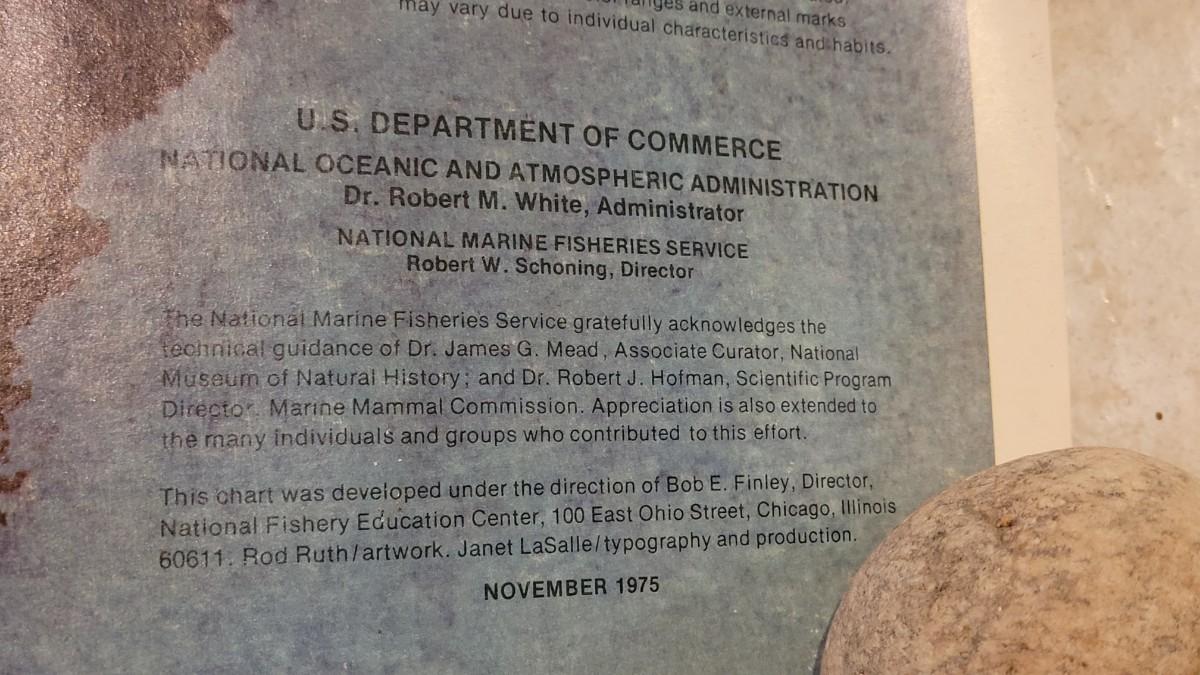 ranges and external marks
may vary due to individual characteristics and habits.
U.S. DEPARTMENT OF COMMERCE
NATIONAL OCEANIC AND ATMOSPHERIC ADMINISTRATION
Dr. Robert M. White, Administrator
NATIONAL MARINE FISHERIES SERVICE
Robert W. Schoning, Director
The National Marine Fisheries Service gratefully acknowledges the
technical guidance of Dr. James G. Mead, Associate Curator, National
Museum of Natural History; and Dr. Robert J. Hofman, Scientific Program
Director. Marine Mammal Commission. Appreciation is also extended to
the many individuals and groups who contributed to this effort.
This chart was developed under the direction of Bob E. Finley, Director,
National Fishery Education Center, 100 East Ohio Street, Chicago, Illinois
60611. Rod Ruth/artwork. Janet LaSalle/typography and production.
NOVEMBER 1975